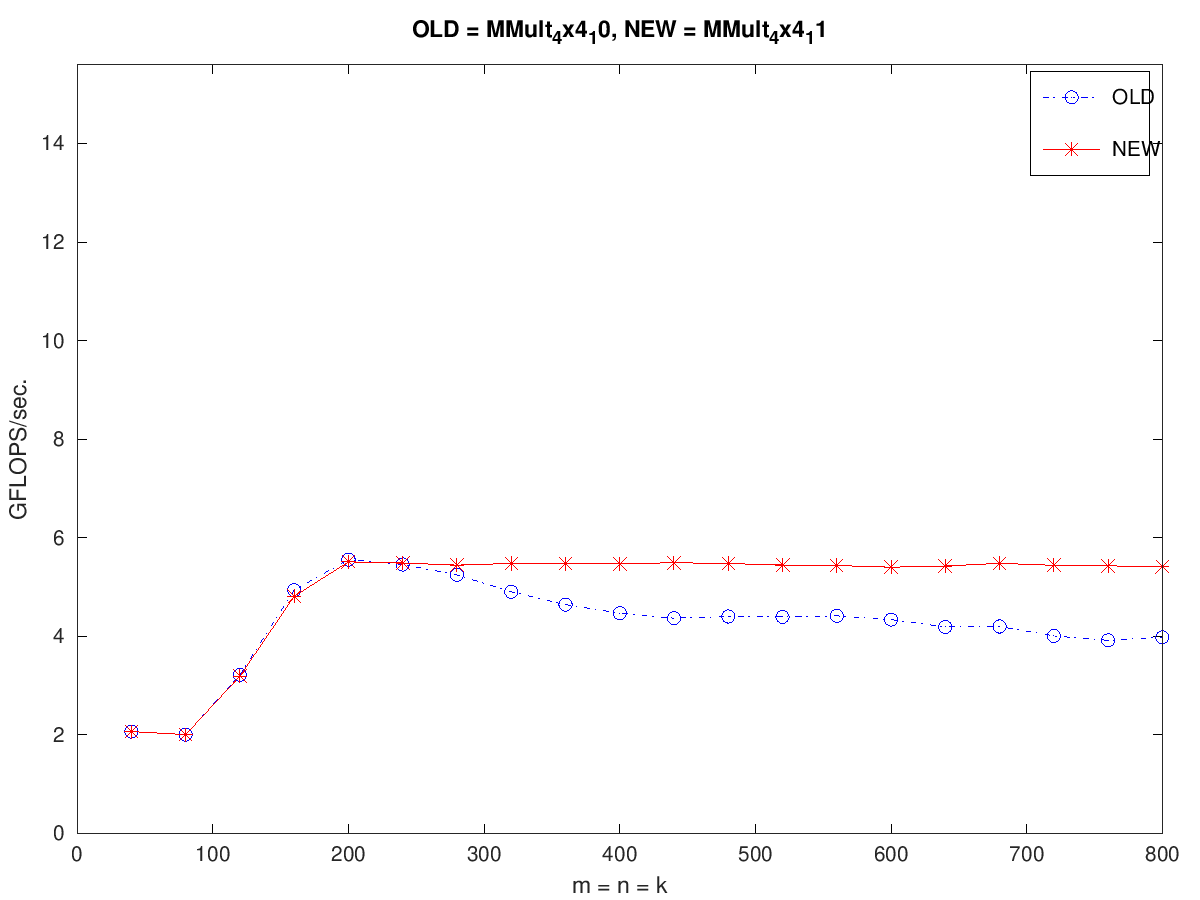 OLD = MMult₄x4₁0, NEW = MMult₄x4₁1
OLD
NEW
14
12
10
8
6
4
2
0
GFLOPS/sec.
0 100 200 300 400 500 600 700 800
m = n = k